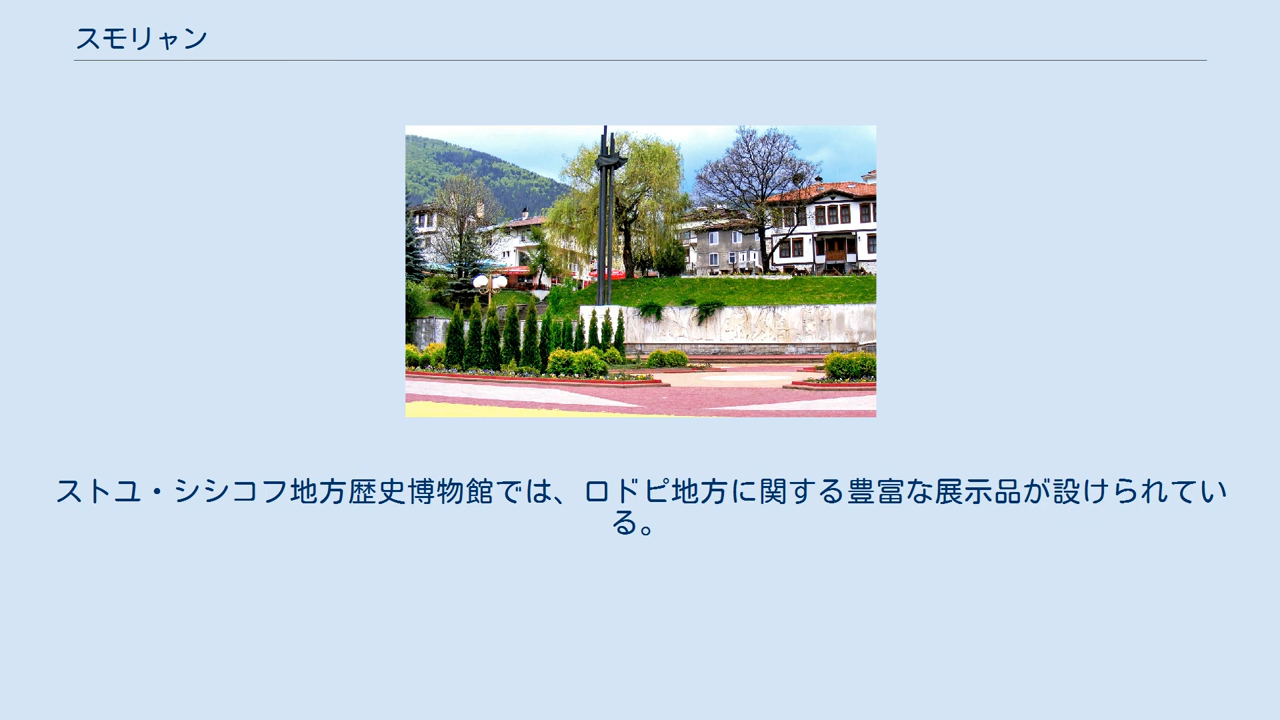 スモリャン
ストユ・シシコフ地方歴史博物館では、ロドピ地方に関する豊富な展示品が設けられてい
る。